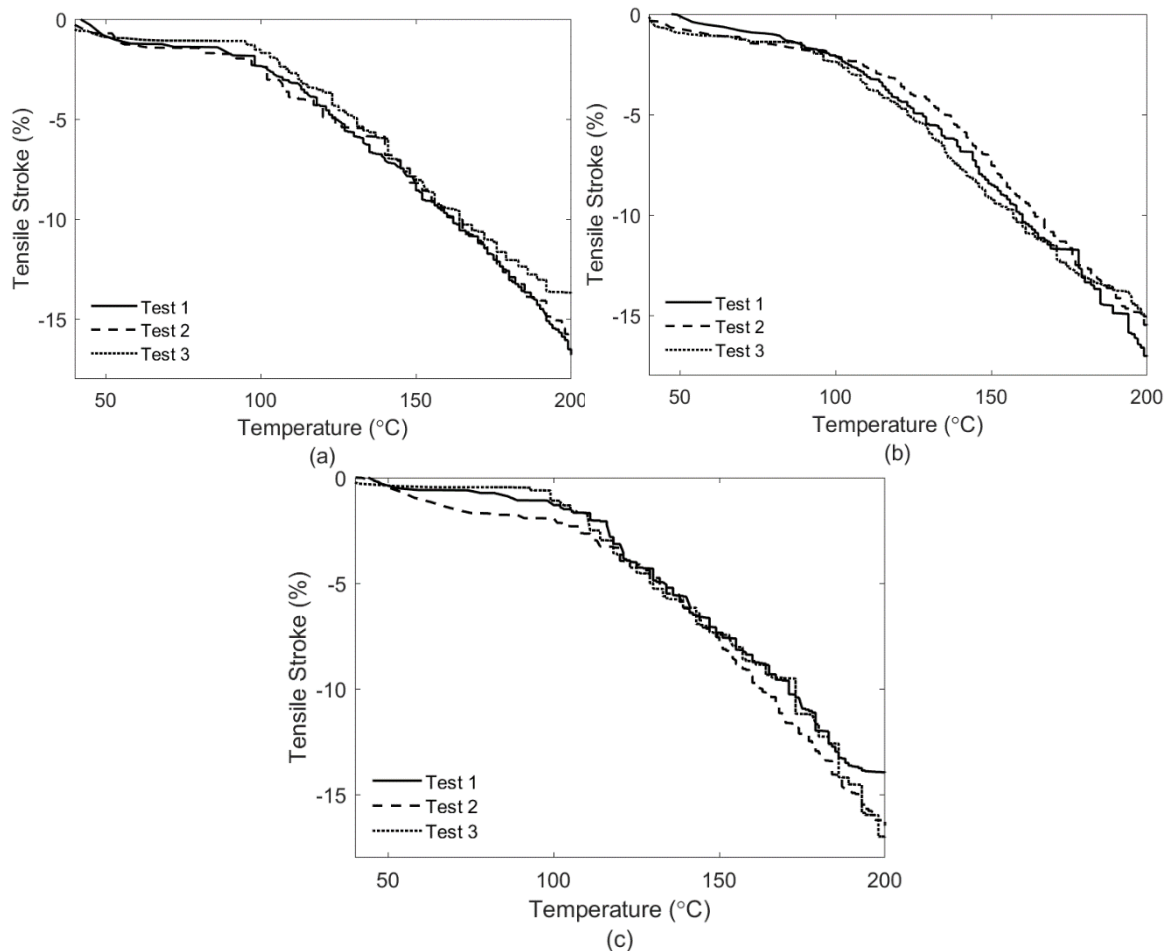 0
-5
-10
-15
Tensile Stroke (%)
Test 1
Test 2
Test 3
50
100
150
200
Temperature (°C)
(a)
0
-5
-10
-15
Tensile Stroke (%)
Test 1
Test 2
Test 3
50
100
150
200
Temperature (°C)
(b)
0
-5
-10
-15
Tensile Stroke (%)
Test 1
Test 2
Test 3
50
100
150
200
Temperature (°C)
(c)